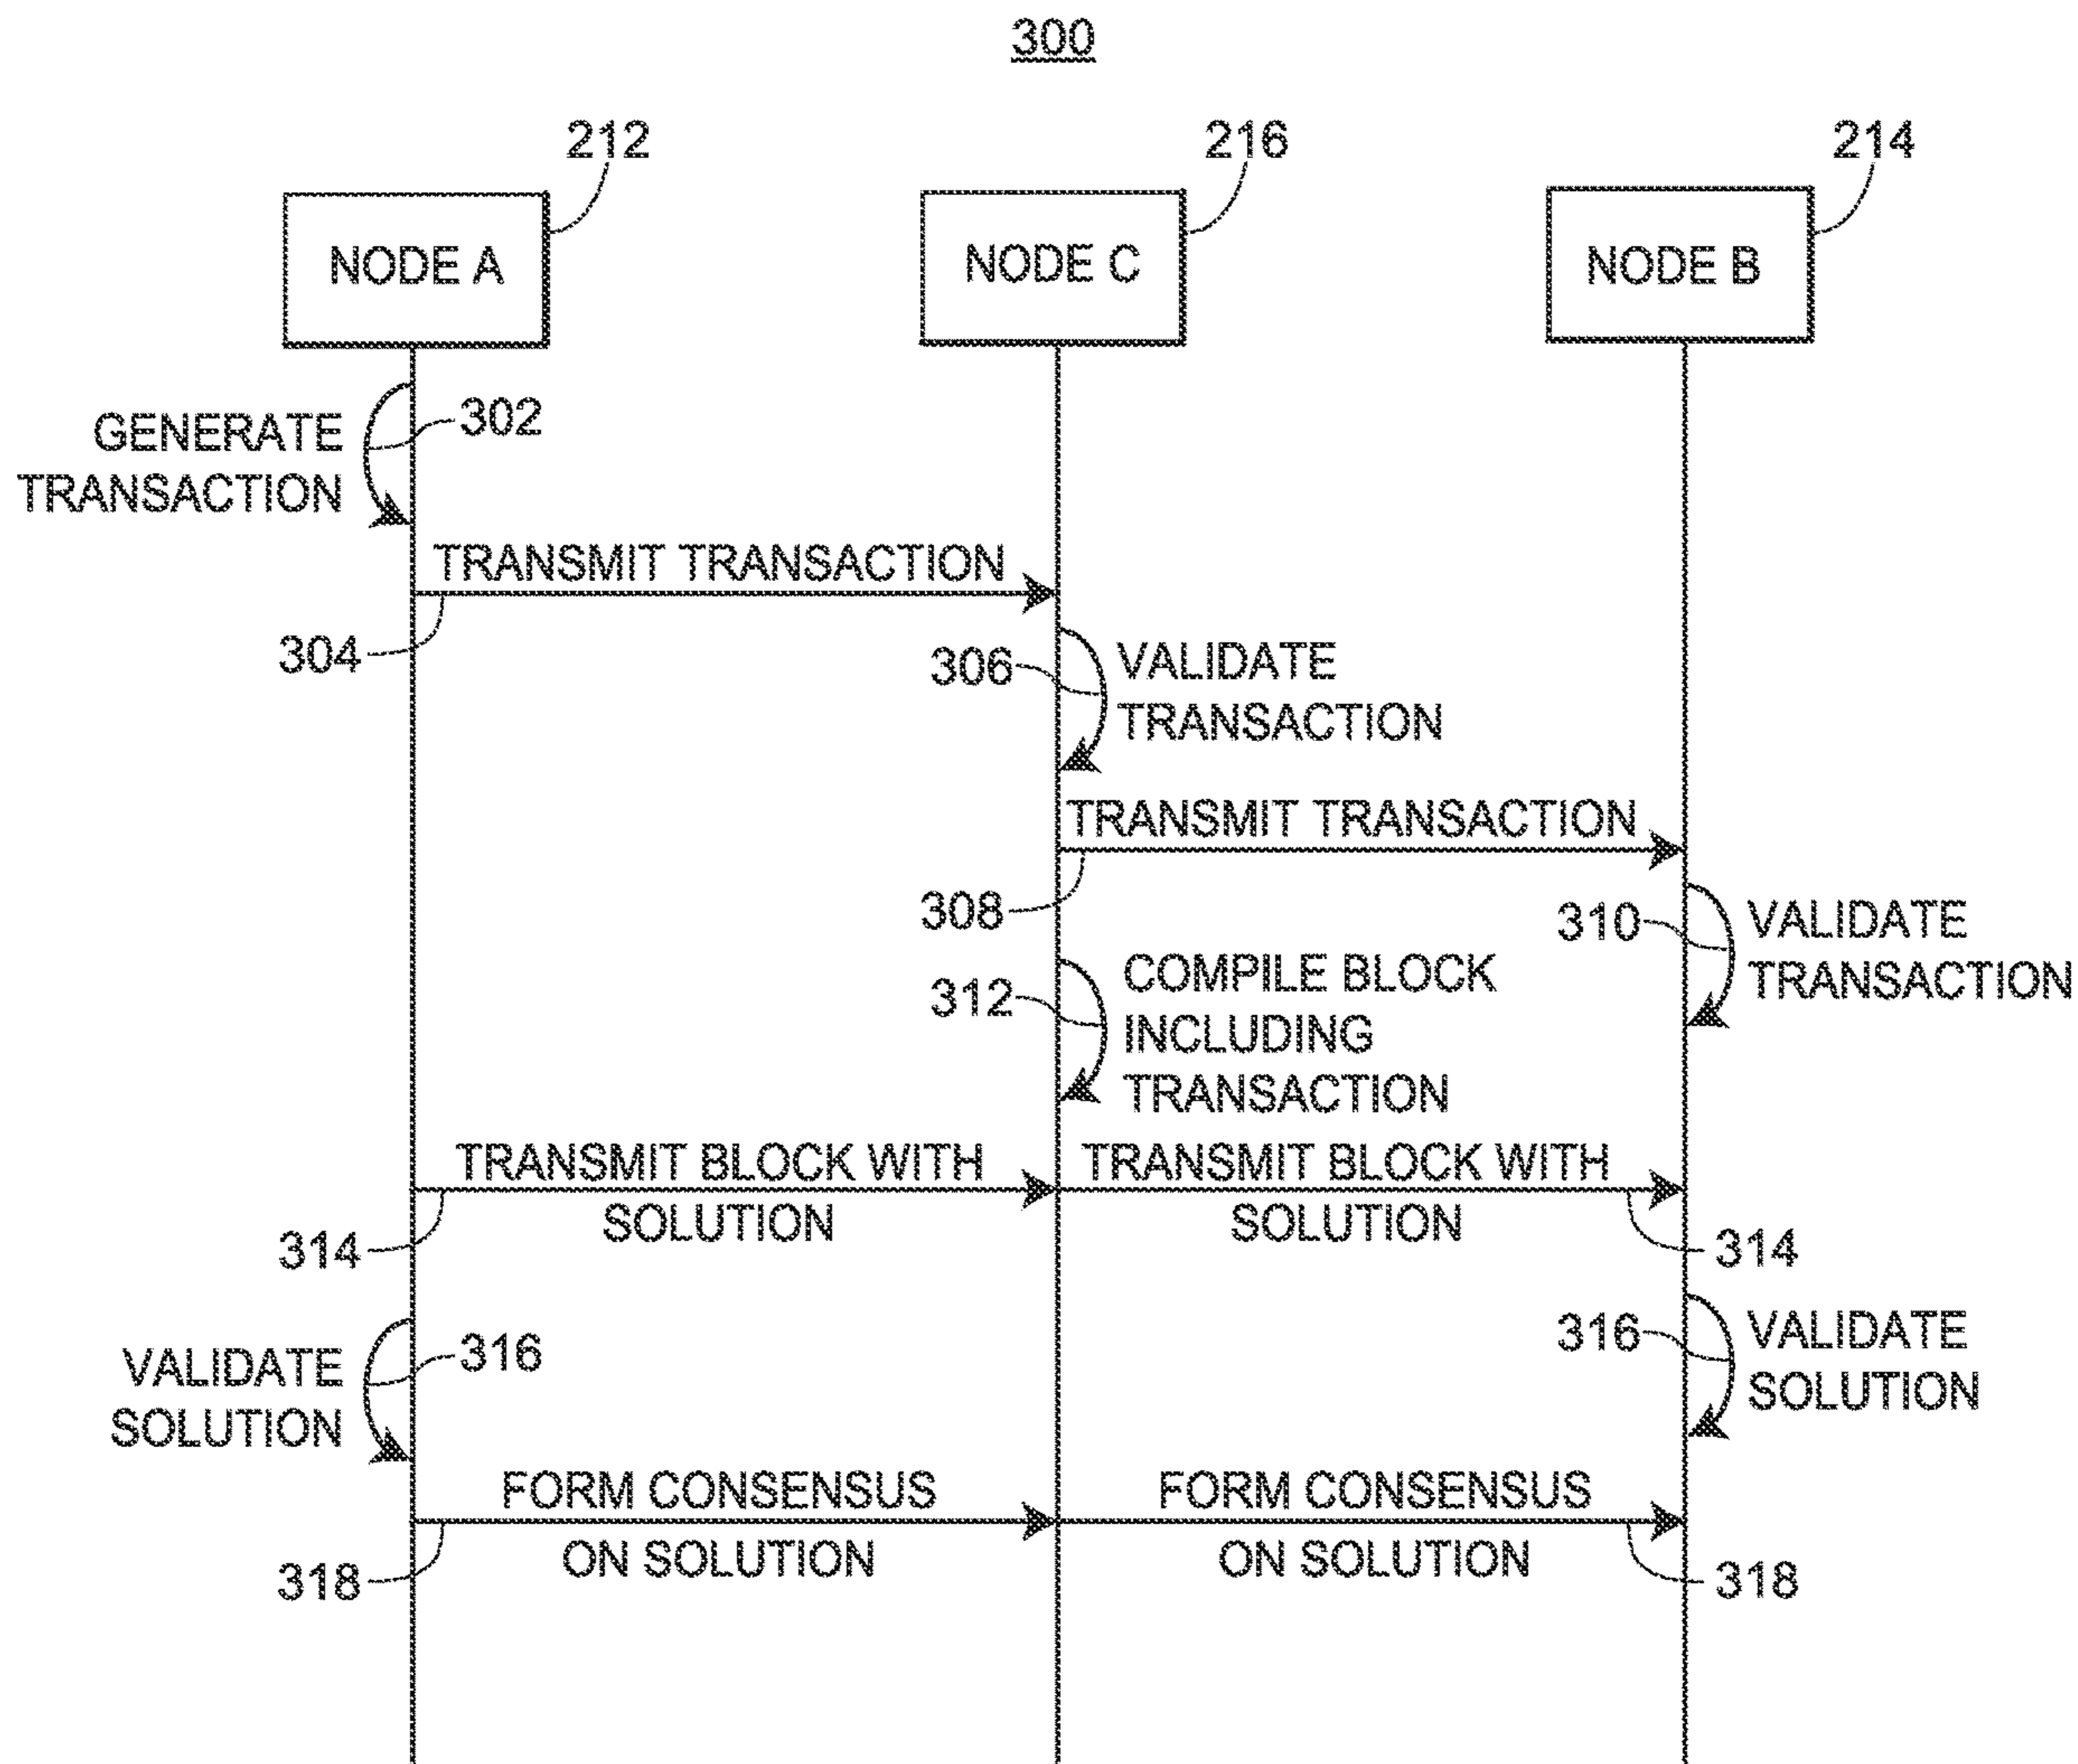 300
212
216
214
NODE A
NODE C
NODE B
GENERATE
TRANSACTION
302
TRANSMIT TRANSACTION
304
306
VALIDATE
TRANSACTION
TRANSMIT TRANSACTION
308
310
VALIDATE
TRANSACTION
312
COMPILE BLOCK
INCLUDING
TRANSACTION
TRANSMIT BLOCK WITH
SOLUTION
TRANSMIT BLOCK WITH
SOLUTION
314
314
VALIDATE
SOLUTION
316
316
VALIDATE
SOLUTION
FORM CONSENSUS
ON SOLUTION
FORM CONSENSUS
ON SOLUTION
318
318